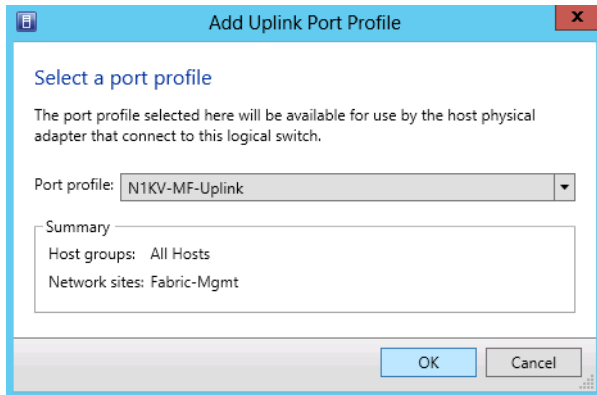 Add Uplink Port Profile
x
Select a port profile
The port profile selected here will be available for use by the host physical
adapter that connect to this logical switch.
Port profile: N1KV-MF-Uplink
Summary
Host groups: All Hosts
Network sites: Fabric-Mgmt
OK Cancel